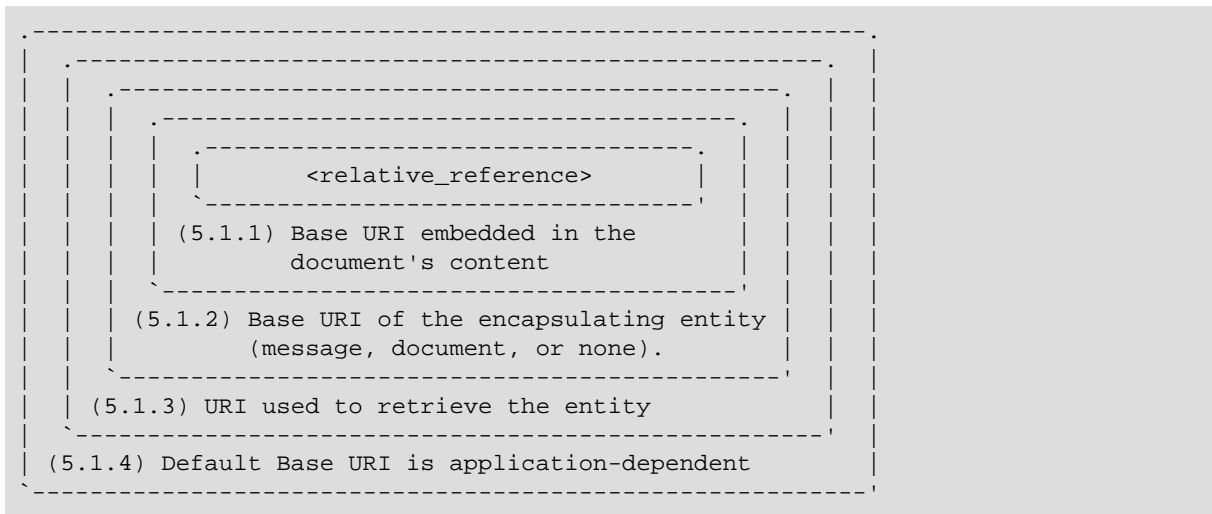 <relative_reference>
(5.1.1) Base URI embedded in the
document's content
(5.1.2) Base URI of the encapsulating entity
(message, document, or none).
(5.1.3) URI used to retrieve the entity
(5.1.4) Default Base URI is application-dependent